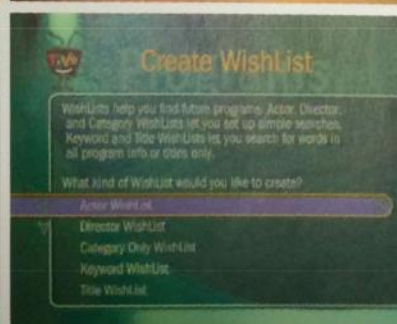 TiVo
Create WishList
WishLists help you find future programs. Actor, Director,
and Category WishLists let you set up simple searches.
Keyword and Title WishLists let you search for words in
all program info or titles only.
What kind of WishList would you like to create?
Actor WishList
Director WishList
Category Only WishList
Keyword WishList
Title WishList